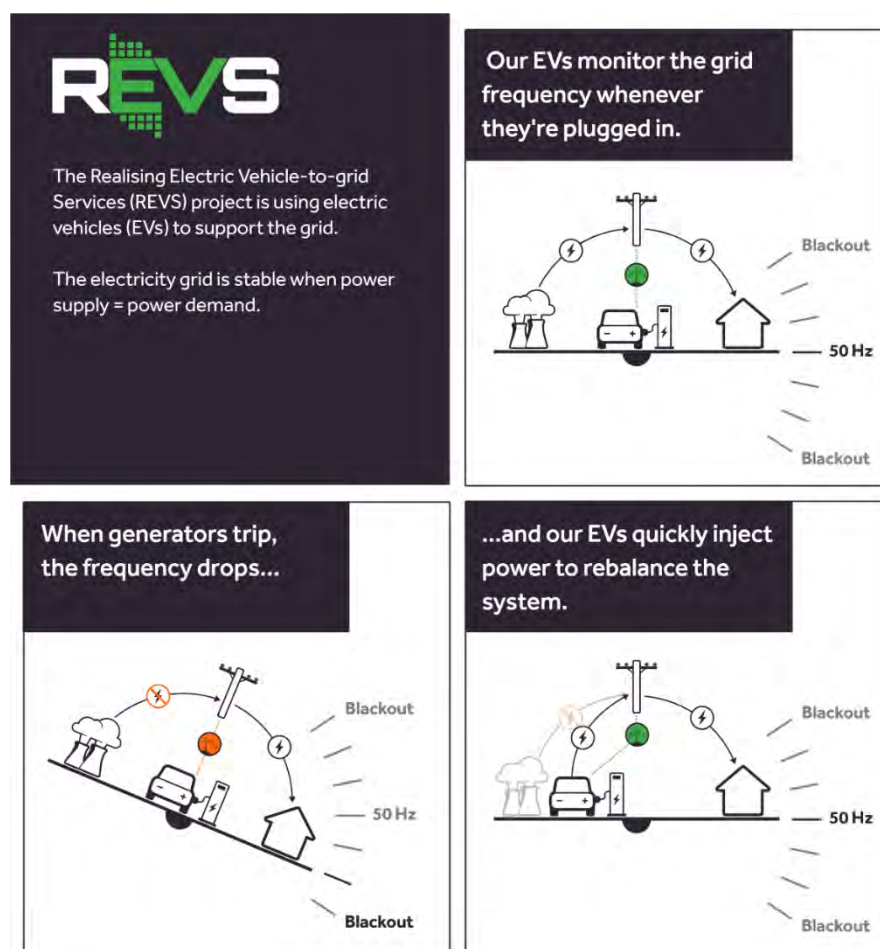 REVS
The Realising Electric Vehicle-to-grid
Services (REVS) project is using electric
vehicles (EVs) to support the grid.
The electricity grid is stable when power
supply = power demand.
Our EVs monitor the grid
frequency whenever
they're plugged in.
Blackout
50 Hz
Blackout
When generators trip,
the frequency drops...
Blackout
50 Hz
Blackout
...and our EVs quickly inject
power to rebalance the
system.
Blackout
50 Hz
Blackout